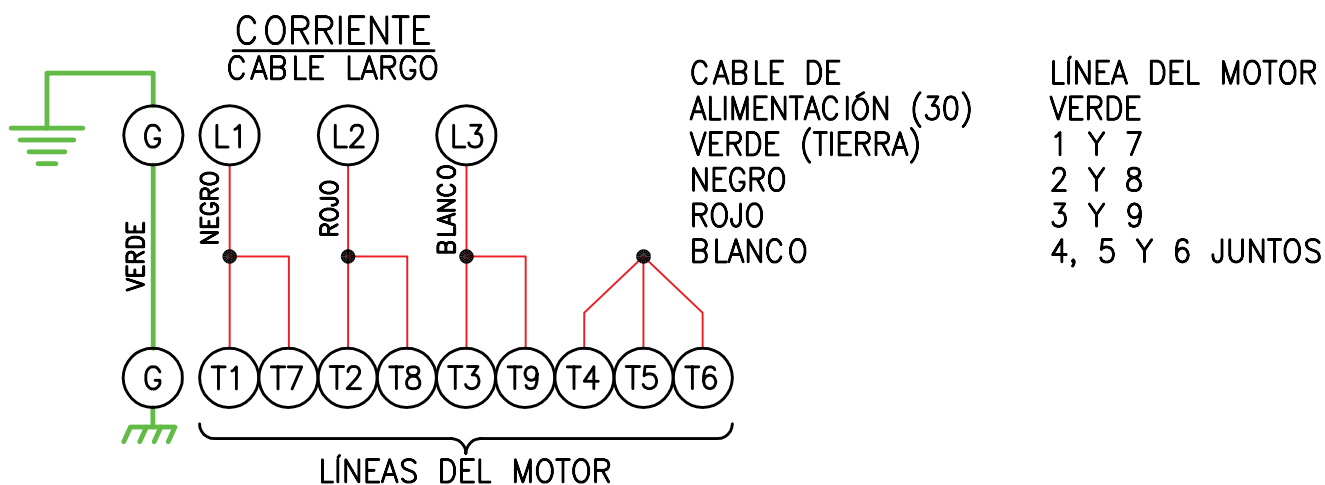 CORRIENTE
CABLE LARGO
G L1 L2 L3
VERDE
NEGRO
ROJO
BLANCO
G T1 T7 T2 T8 T3 T9 T4 T5 T6
LÍNEAS DEL MOTOR
CABLE DE
ALIMENTACIÓN (30)
VERDE (TIERRA)
NEGRO
ROJO
BLANCO
LÍNEA DEL MOTOR
VERDE
1 Y 7
2 Y 8
3 Y 9
4, 5 Y 6 JUNTOS